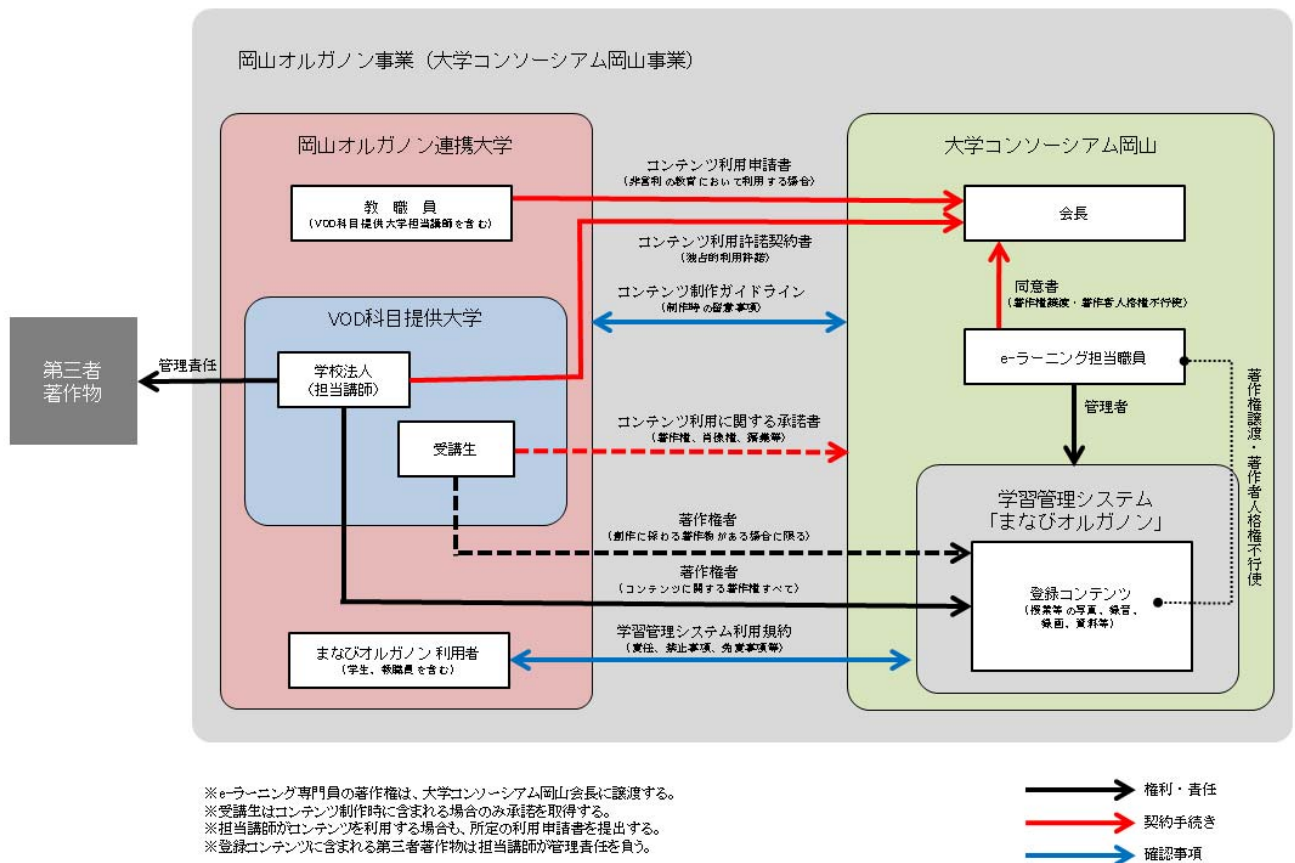 岡山オルガノン事業（大学コンソーシアム岡山事業）
岡山オルガノン連携大学
教　職　員
（VOD科目提供大学担当講師を含む）
VOD科目提供大学
学校法人
（担当講師）
受講生
まなびオルガノン 利用者
（学生、教職員を含む）
第三者
著作物
管理責任
コンテンツ利用申請書
（非営利の教育において利用する場合）
コンテンツ利用許諾契約書
（独占的利用許諾）
コンテンツ制作ガイドライン
（制作時の留意事項）
コンテンツ利用に関する承諾書
（著作権、肖像権、演奏等）
著作権者
（創作に係わる著作物がある場合に限る）
著作権者
（コンテンツに関する著作権すべて）
学習管理システム利用規約
（責任、禁止事項、免責事項等）
大学コンソーシアム岡山
会長
同意書
（著作権譲渡・著作者人格権不行使）
e-ラーニング担当職員
管理者
著作権譲渡・著作者人格権不行使
学習管理システム
「まなびオルガノン」
登録コンテンツ
（授業等の写真、録音、
録画、資料等）
※e-ラーニング専門員の著作権は、大学コンソーシアム岡山会長に譲渡する。
※受講生はコンテンツ制作時に含まれる場合のみ承諾を取得する。
※担当講師がコンテンツを利用する場合も、所定の利用申請書を提出する。
※登録コンテンツに含まれる第三者著作物は担当講師が管理責任を負う。
権利・責任
契約手続き
確認事項